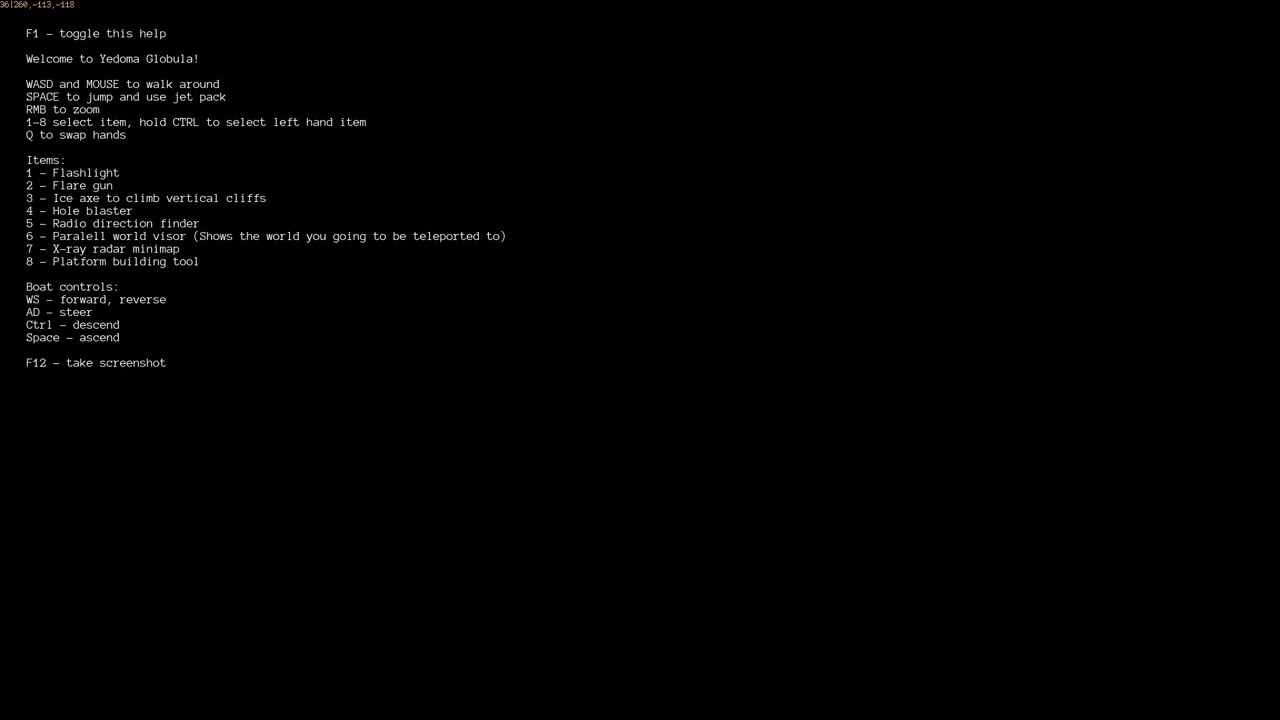 36|260,-113,-118
F1 - toggle this help
Welcome to Yedoma Globula!
WASD and MOUSE to walk around
SPACE to jump and use jet pack
RMB to zoom
1-8 select item, hold CTRL to select left hand item
Q to swap hands
Items:
1 - Flashlight
2 - Flare gun
3 - Ice axe to climb vertical cliffs
4 - Hole blaster
5 - Radio direction finder
6 - Paralell world visor (Shows the world you going to be teleported to)
7 - X-ray radar minimap
8 - Platform building tool
Boat controls:
WS - forward, reverse
AD - steer
Ctrl - descend
Space - ascend
F12 - take screenshot